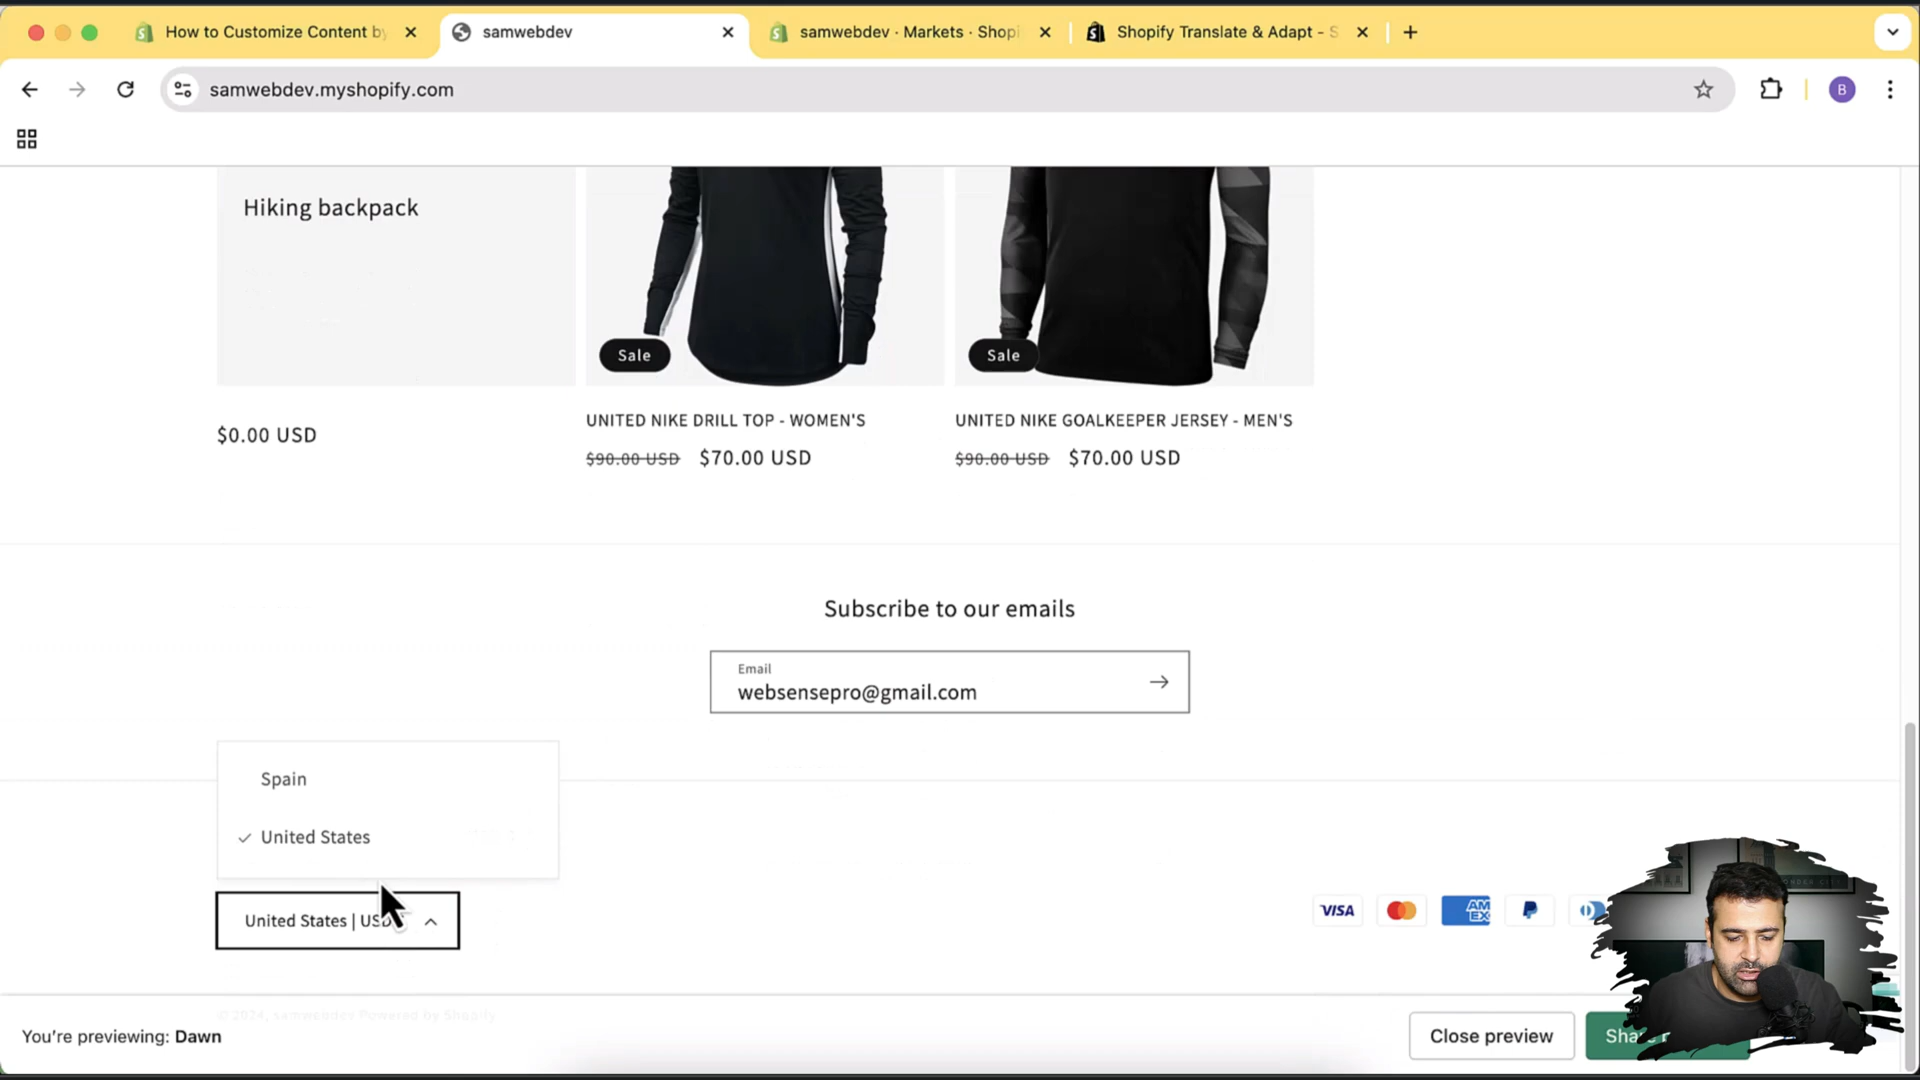 How to Customize Content by
samwebdev
samwebdev · Markets · Shopi
Shopify Translate & Adapt - S
samwebdev.myshopify.com
B
Hiking backpack
Sale
Sale
$0.00 USD
UNITED NIKE DRILL TOP - WOMEN'S
$90.00 USD $70.00 USD
UNITED NIKE GOALKEEPER JERSEY - MEN'S
$90.00 USD $70.00 USD
Subscribe to our emails
Email
websensepro@gmail.com
Spain
United States
United States | USD
VISA
AM
EX
© 2024, samwebdev Powered by Shopify
You're previewing: Dawn
Close preview